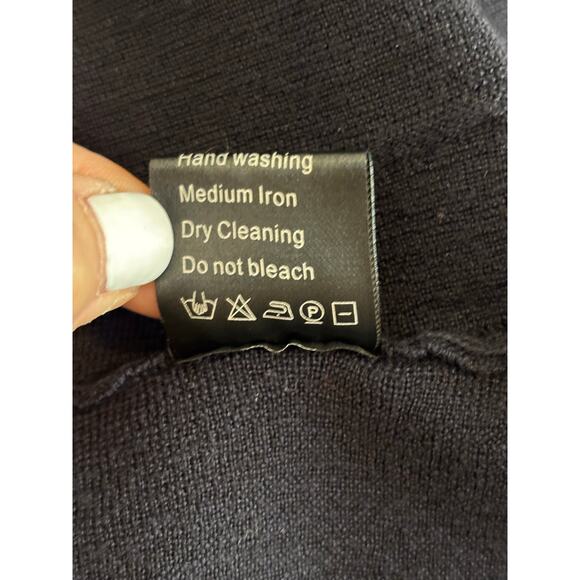 Hand washing
Medium Iron
Dry Cleaning
Do not bleach
P